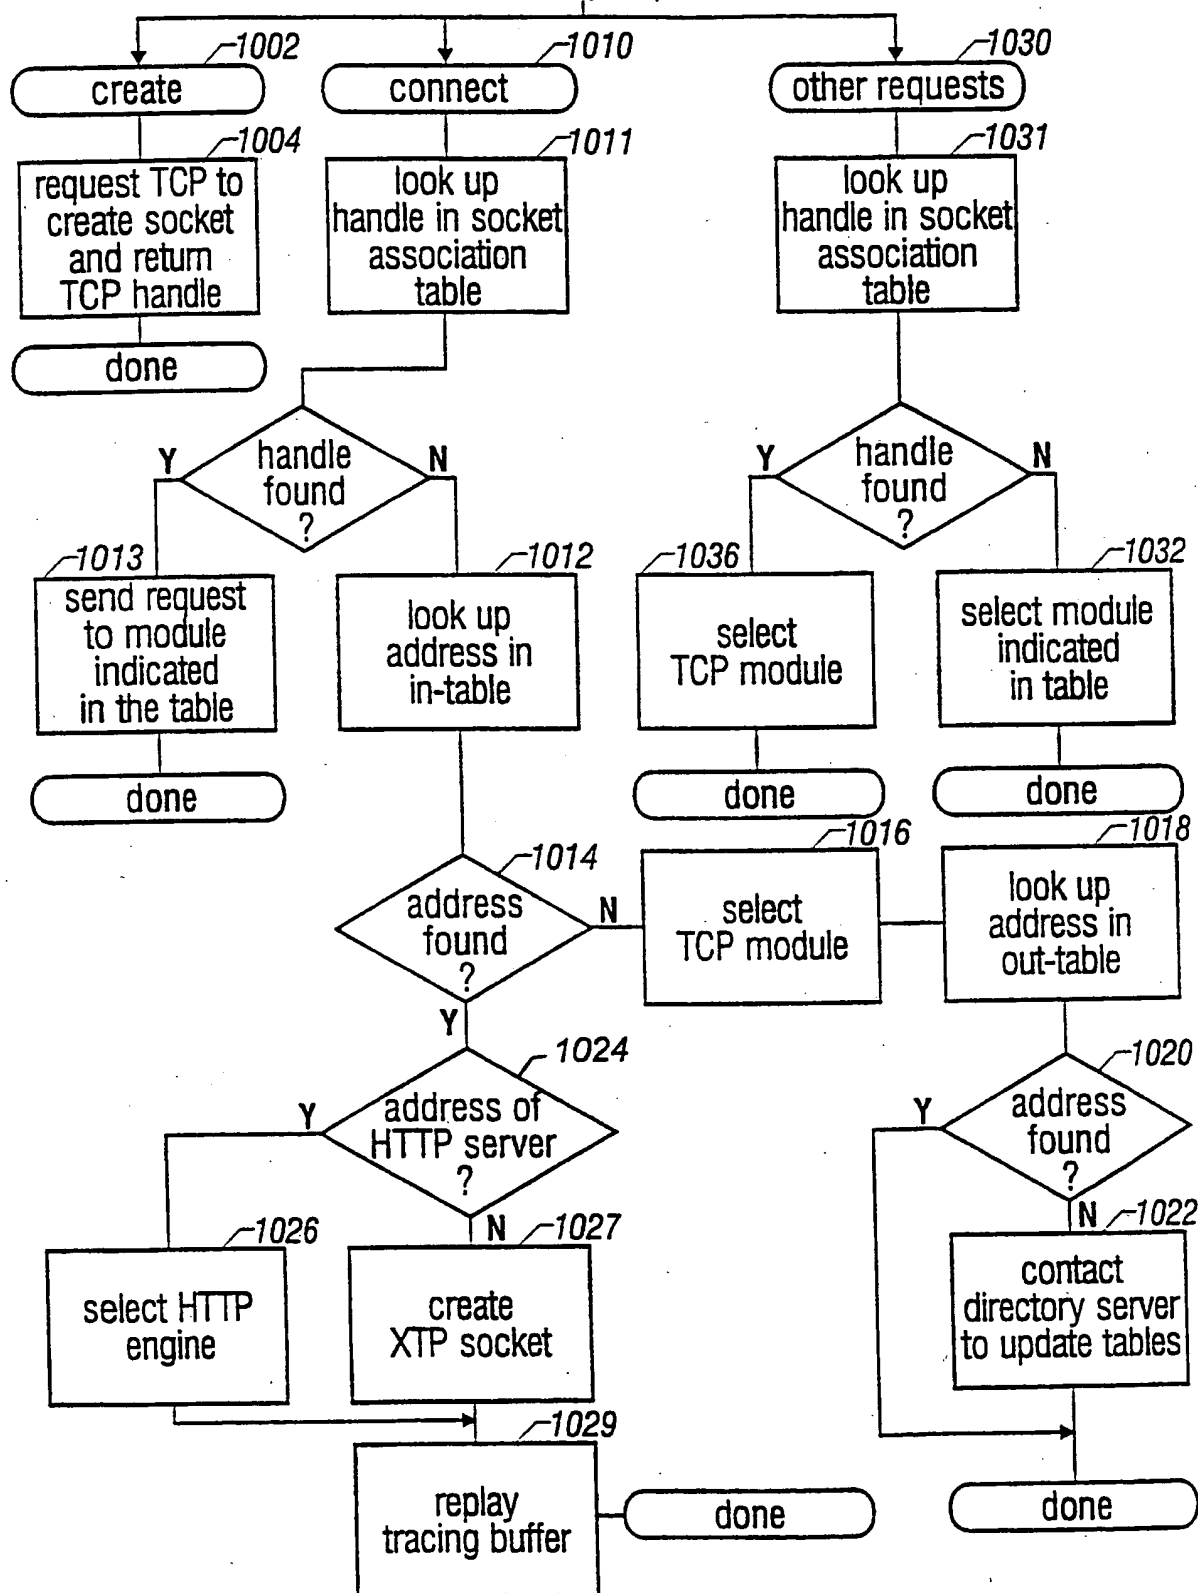 1002
create
1004
request TCP to
create socket
and return
TCP handle
done
1010
connect
1011
look up
handle in socket
association
table
1030
other requests
1031
look up
handle in socket
association
table
Y
handle
found
?
N
1013
send request
to module
indicated
in the table
done
1012
look up
address in
in-table
Y
handle
found
?
N
1036
select
TCP module
done
1032
select module
indicated
in table
done
1014
address
found
?
N
Y
1016
select
TCP module
1018
look up
address in
out-table
1020
Y
address
found
?
N
1022
contact
directory server
to update tables
done
1024
Y
address of
HTTP server
?
N
1026
select HTTP
engine
1027
create
XTP socket
1029
replay
tracing buffer
done